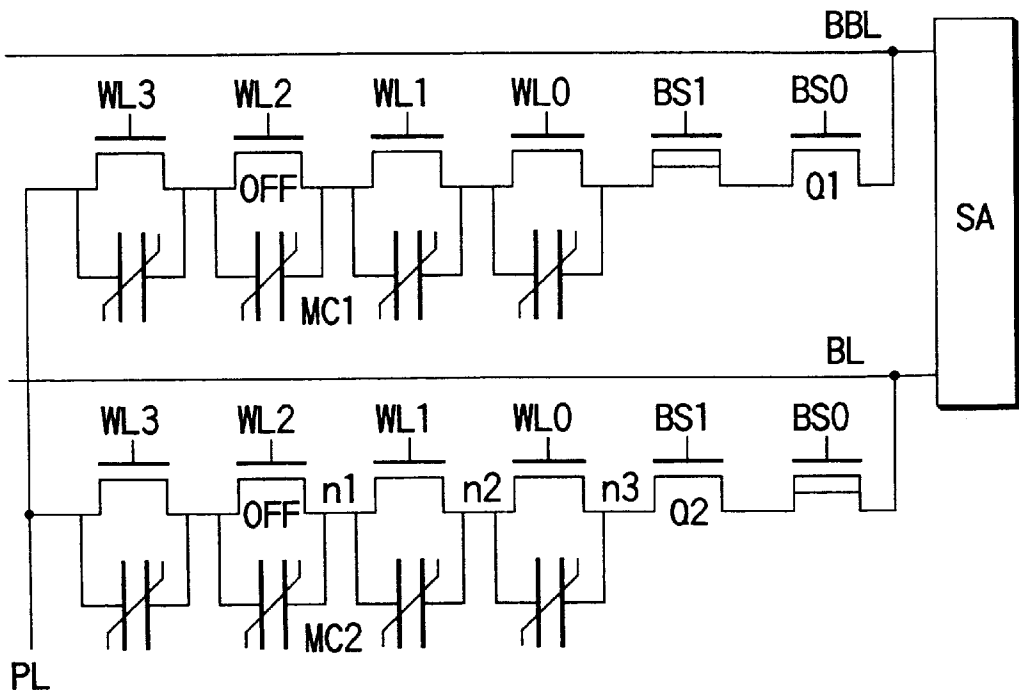 BBL
WL3 WL2 WL1 WL0 BS1 BS0
OFF Q1
SA
MC1
BL
WL3 WL2 WL1 WL0 BS1 BS0
n1 n2 n3
OFF Q2
MC2
PL